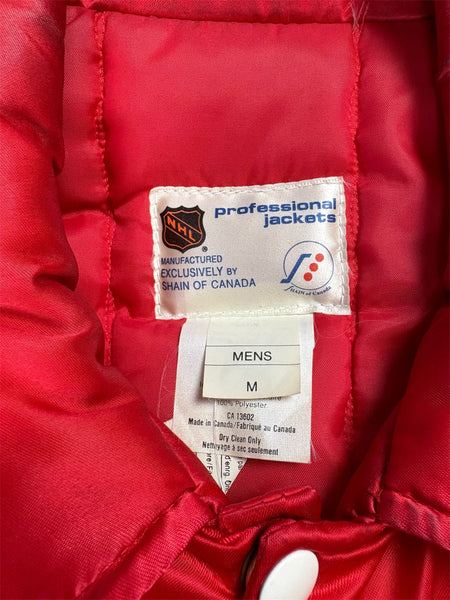 NHL
®
professional
jackets
MANUFACTURED
EXCLUSIVELY BY
SHAIN OF CANADA
SHAIN of Canada
MENS
M
100% Polyester
CA 13602
Made in Canada/Fabriqué au Canada
Dry Clean Only
Nettoyage à sec seulement